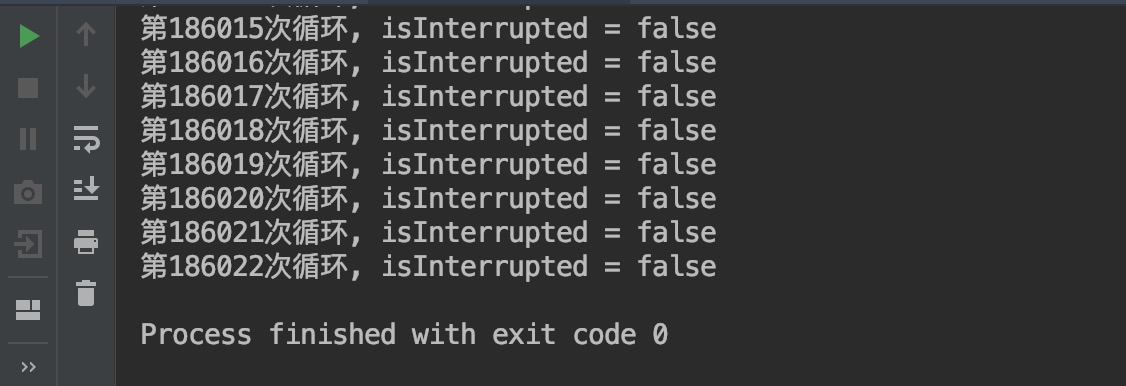 第186015次循环, isInterrupted = false
第186016次循环, isInterrupted = false
第186017次循环, isInterrupted = false
第186018次循环, isInterrupted = false
第186019次循环, isInterrupted = false
第186020次循环, isInterrupted = false
第186021次循环, isInterrupted = false
第186022次循环, isInterrupted = false
Process finished with exit code 0